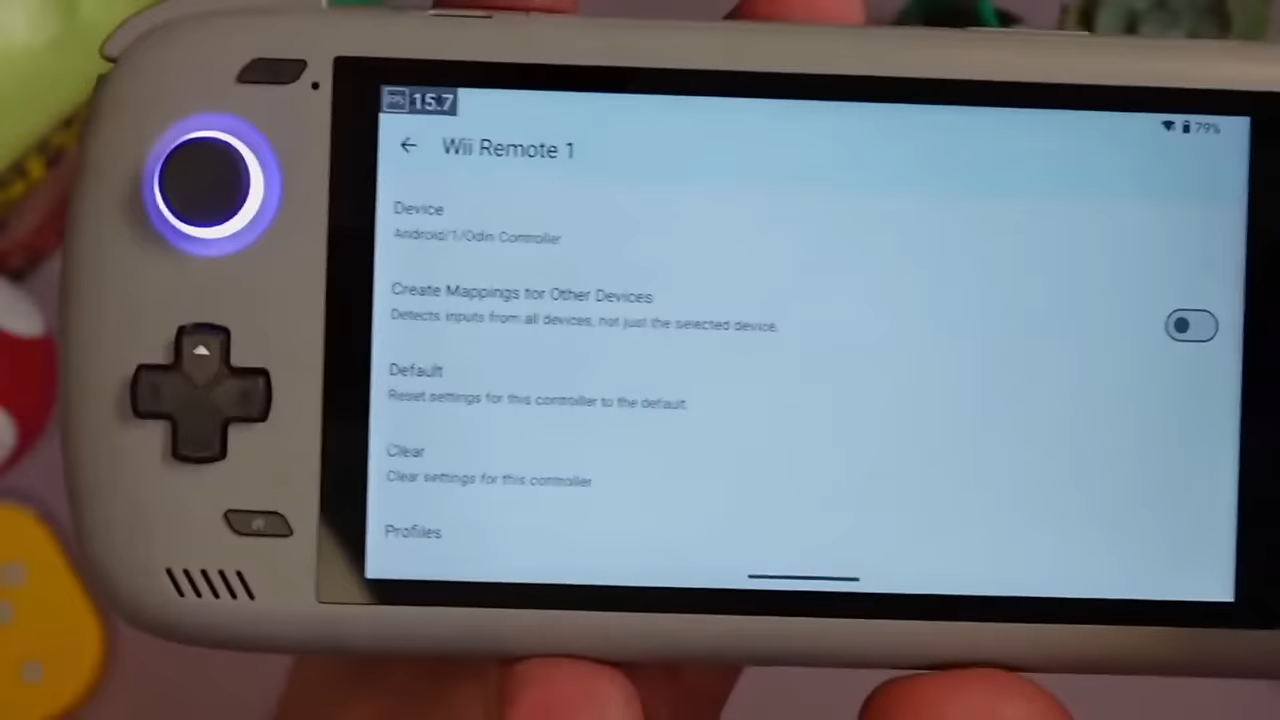 FPS 15.7
79%
Wii Remote 1
Device
Android/1/Odin Controller
Create Mappings for Other Devices
Detects inputs from all devices, not just the selected device.
Default
Reset settings for this controller to the default.
Clear
Clear settings for this controller
Profiles